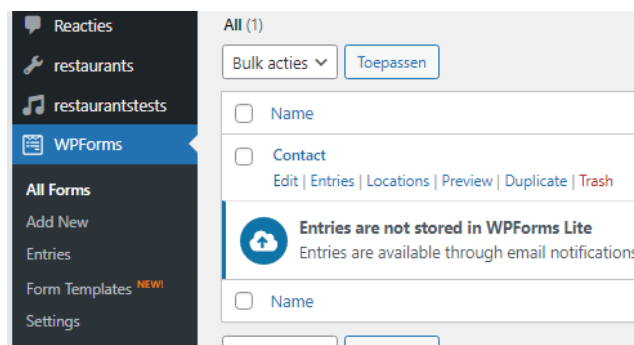 Reacties
restaurants
restaurantstests
WPForms
All Forms
Add New
Entries
Form Templates NEW!
Settings
All (1)
Bulk acties
Toepassen
Name
Contact
Edit | Entries | Locations | Preview | Duplicate | Trash
Entries are not stored in WPForms Lite
Entries are available through email notifications
Name